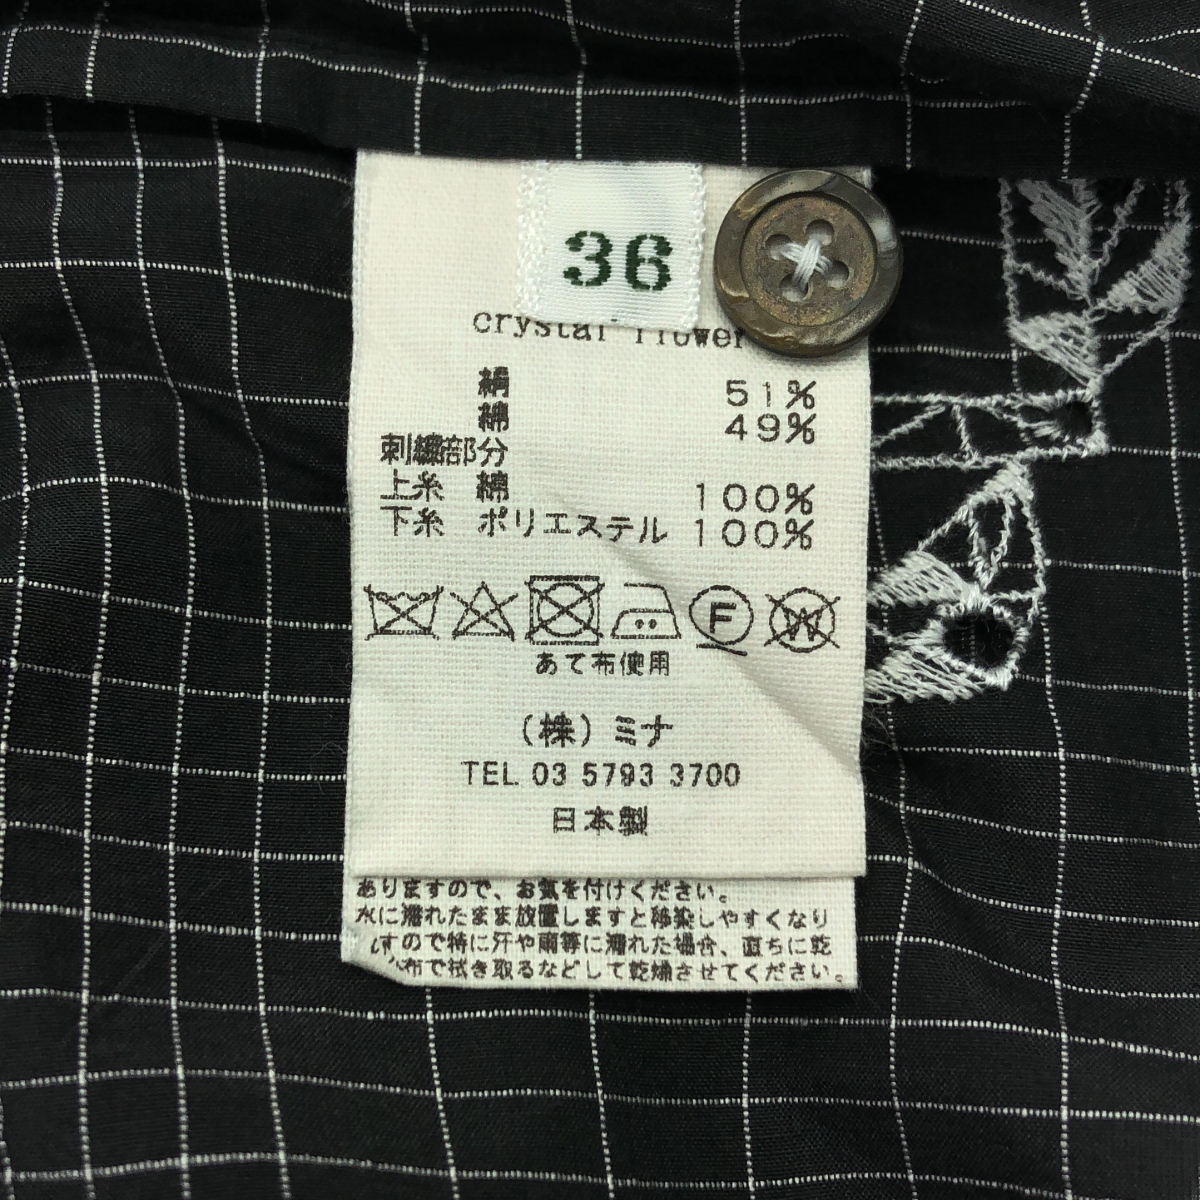 36
crystal flower
絹 51%
綿 49%
刺繍部分
上糸 綿 100%
下糸 ポリエステル 100%
F W
あて布使用
(株)ミナ
TEL 03 5793 3700
日本製
ありますので、お気を付けください。
水に濡れたまま放置しますと移染しやすくなり
ますので特に汗や雨等に濡れた場合、直ちに乾
いた布で拭き取るなどして乾燥させてください。